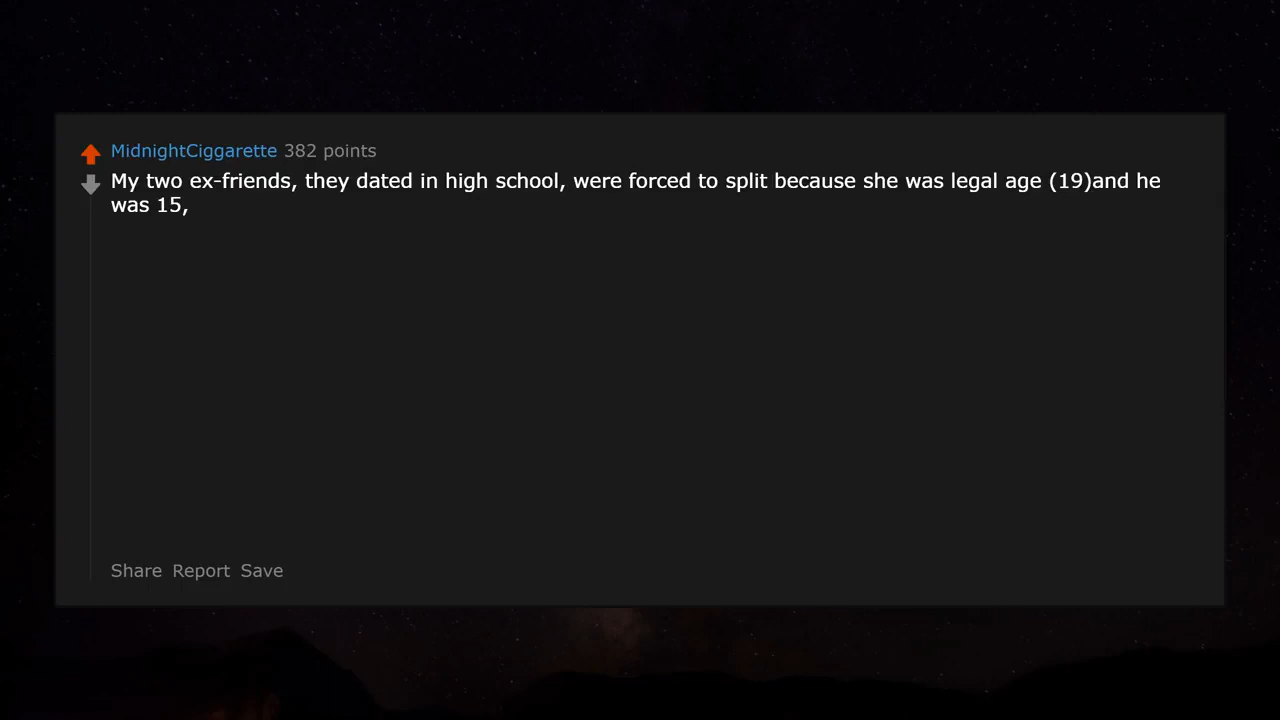 MidnightCiggarette 382 points
My two ex-friends, they dated in high school, were forced to split because she was legal age (19)and he
was 15,
Share Report Save